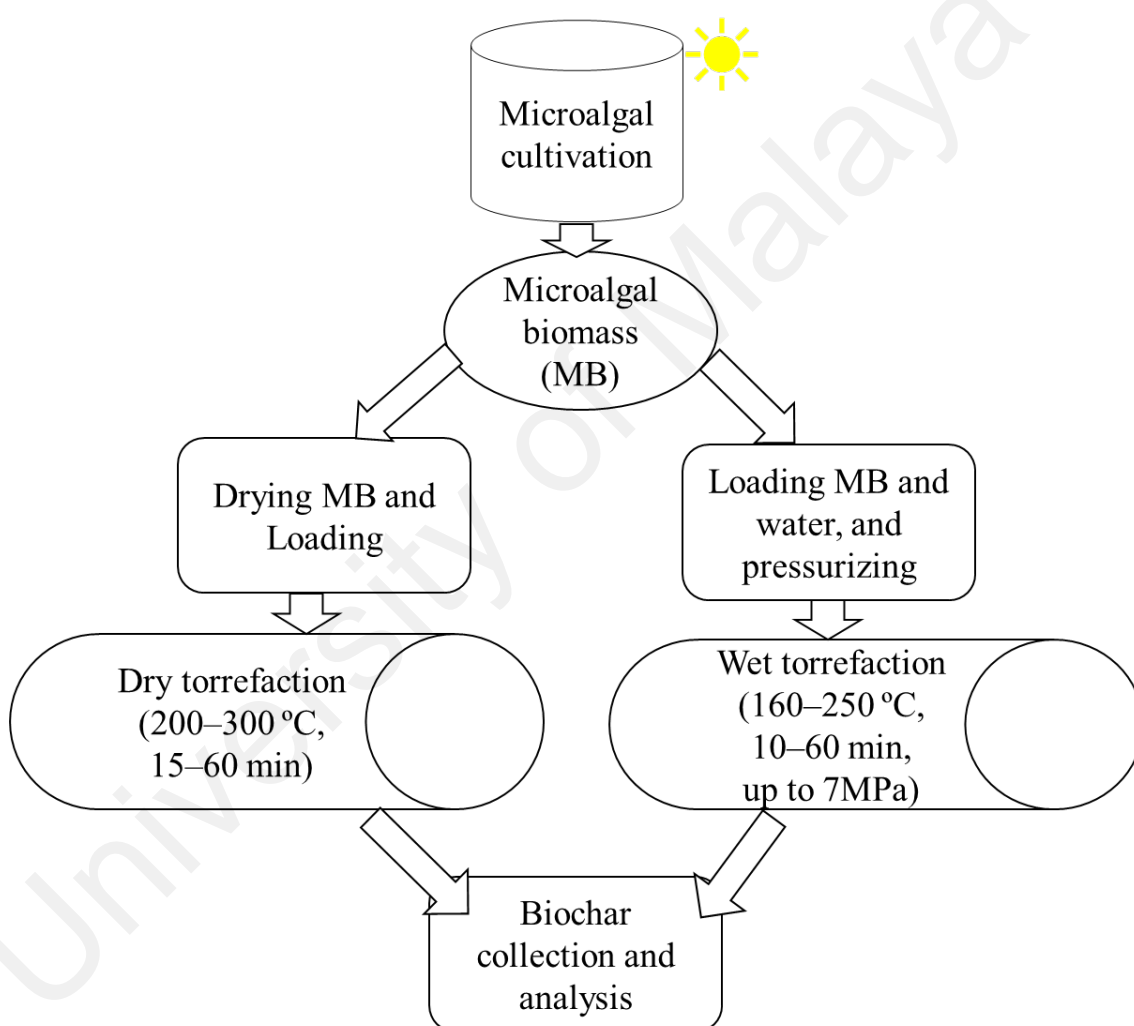 Microalgal
cultivation
Microalgal
biomass
(MB)
Drying MB and
Loading
Loading MB and
water, and
pressurizing
Dry torrefaction
(200–300 ºC,
15–60 min)
Wet torrefaction
(160–250 ºC,
10–60 min,
up to 7MPa)
Biochar
collection and
analysis
University of Malaya